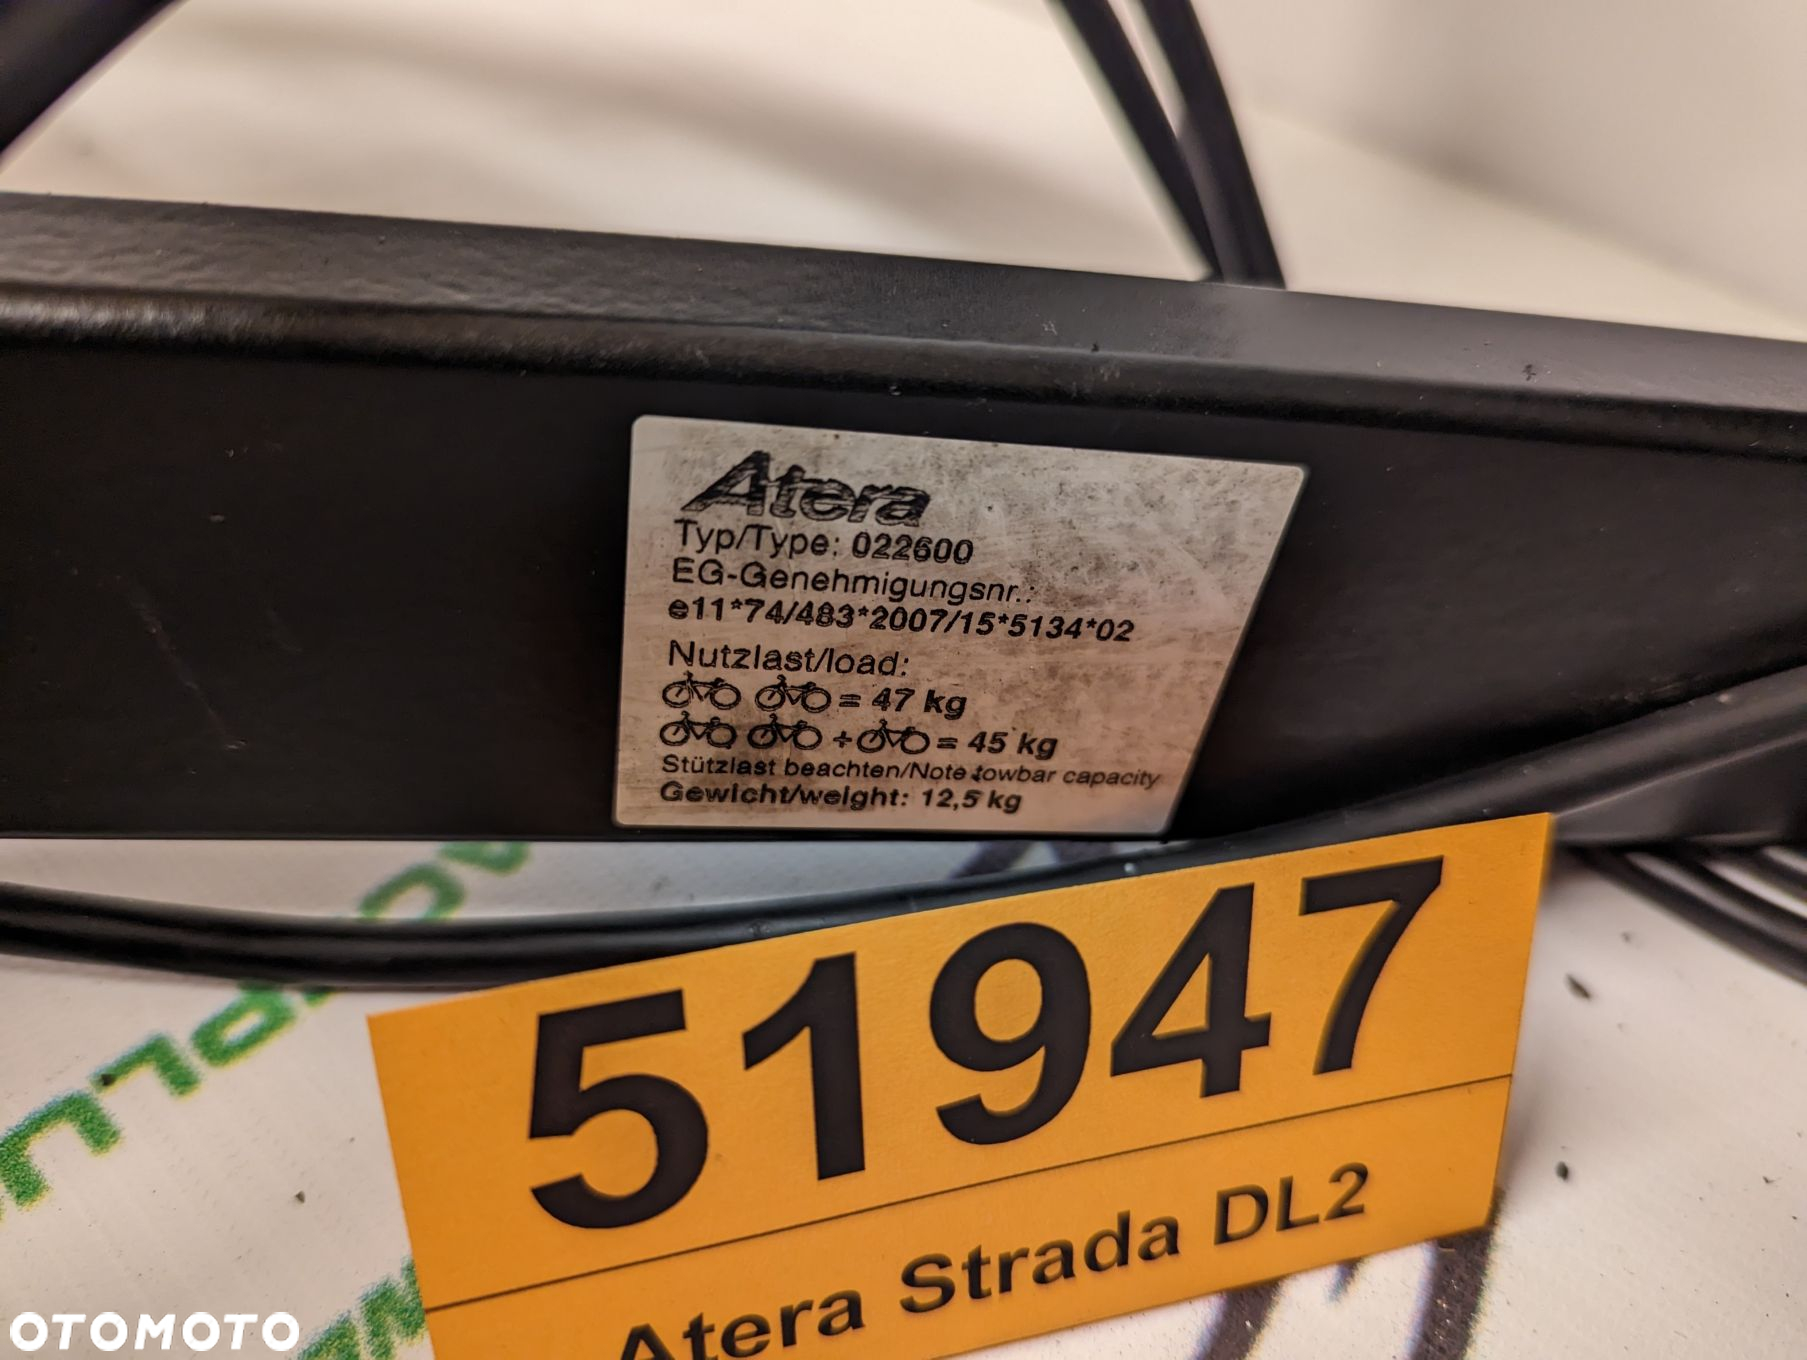 Atera
Typ/Type: 022600
EG-Genehmigungsnr.:
e11*74/483*2007/15*5134*02
Nutzlast/load:
= 47 kg
+ = 45 kg
Stützlast beachten/Note towbar capacity
Gewicht/weight: 12,5 kg
51947
Atera Strada DL2
OTOMOTO